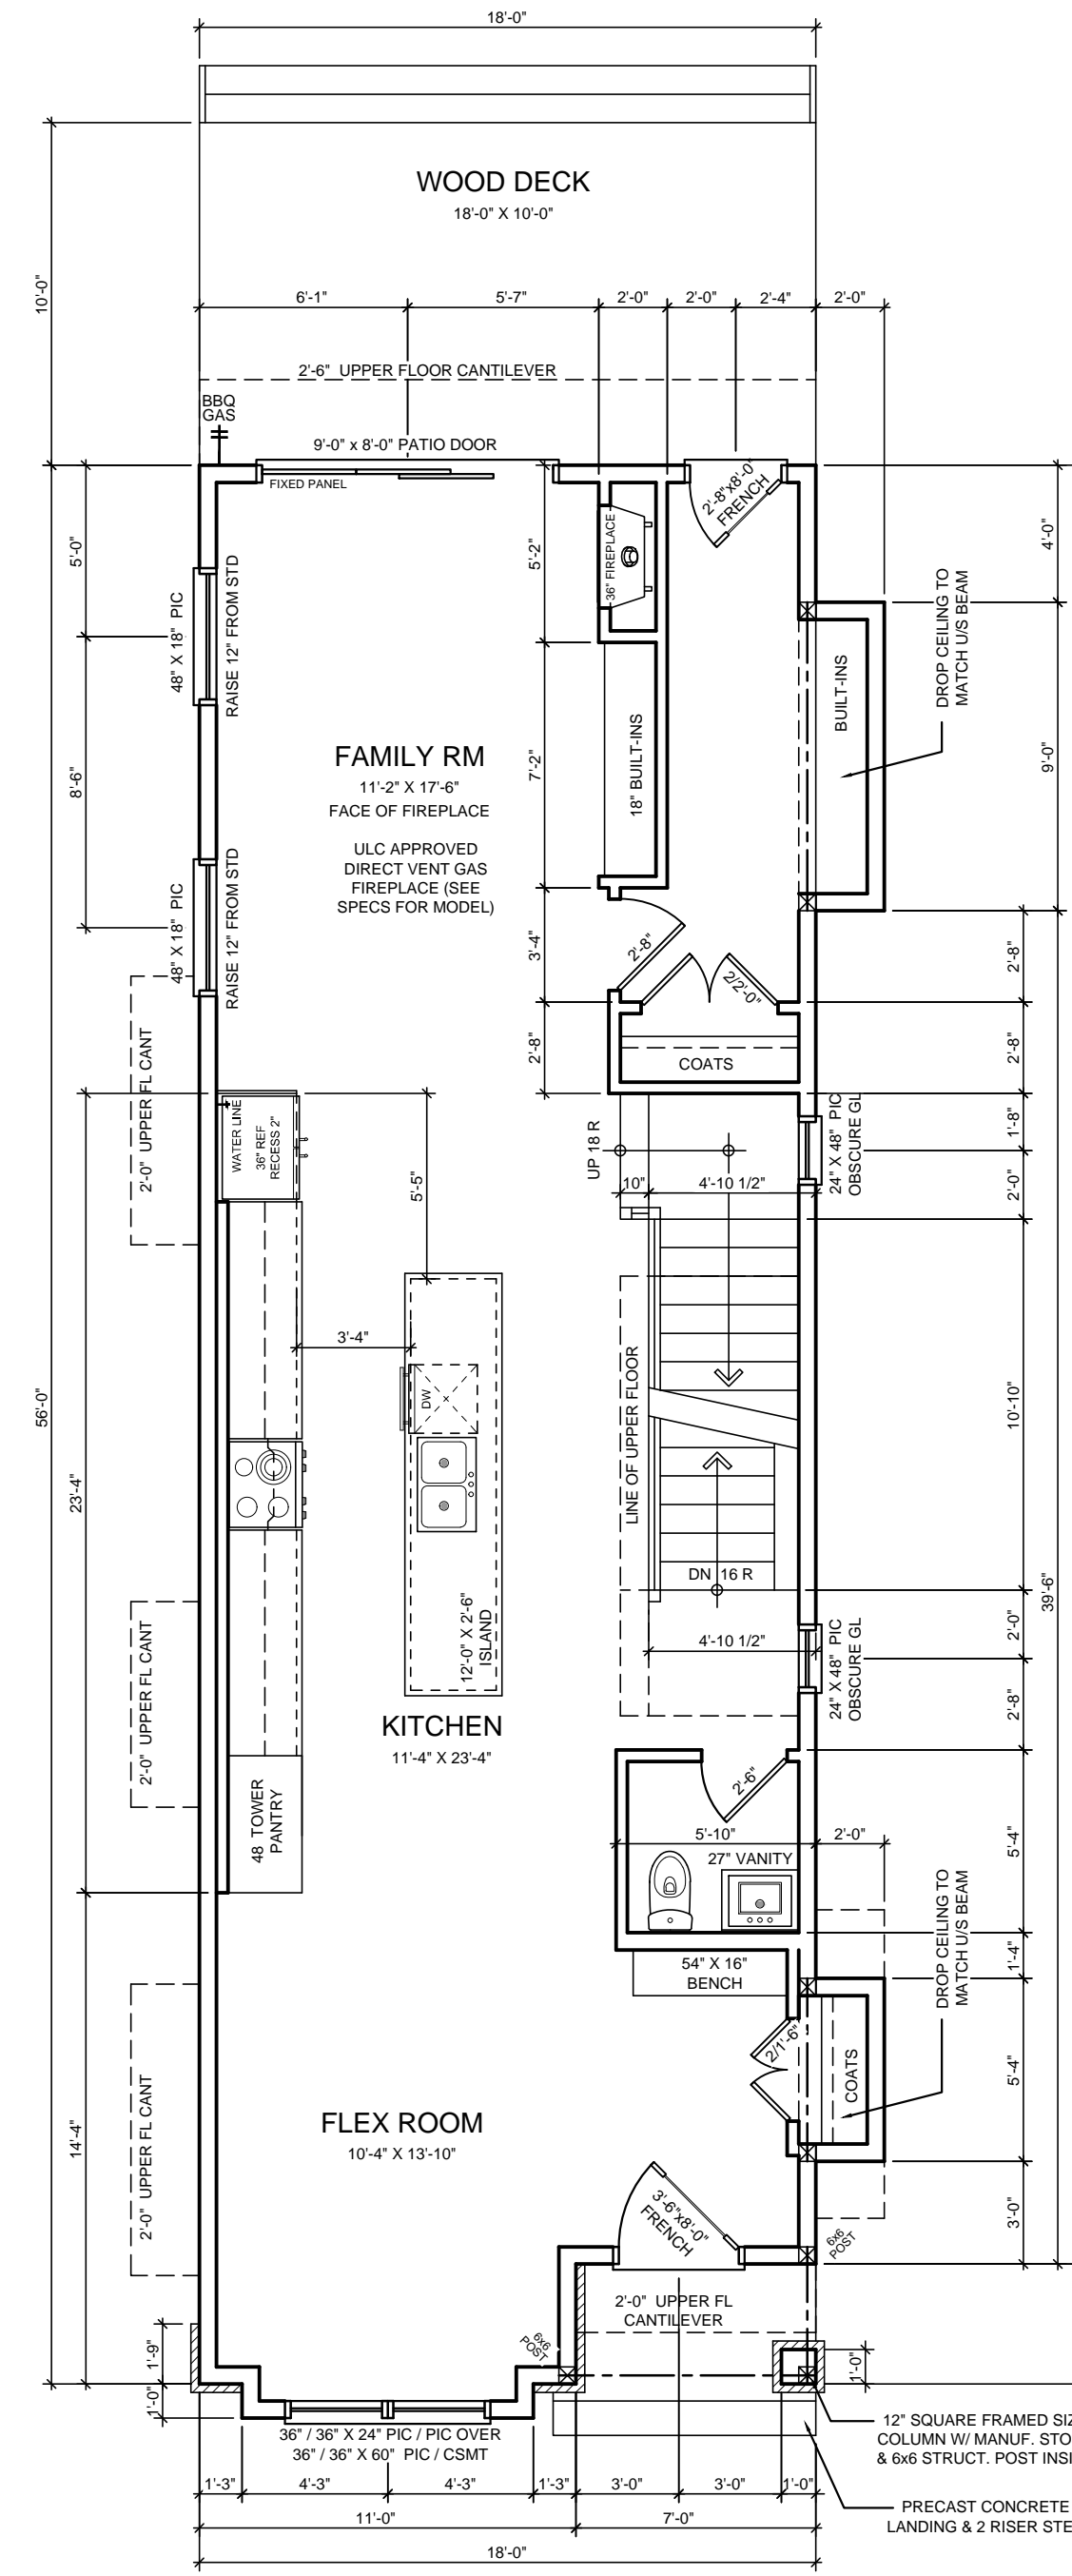 18'-0"
WOOD DECK
18'-0" X 10'-0"
10'-0"
6'-1"
5'-7"
2'-0"
2'-0"
2'-4"
2'-0"
2'-6" UPPER FLOOR CANTILEVER
BBQ
GAS
9'-0" x 8'-0" PATIO DOOR
FIXED PANEL
2'-8"x8'-0"
FRENCH
36" FIREPLACE
5'-0"
5'-2"
4'-0"
48" X 18" PIC
RAISE 12" FROM STD
DROP CEILING TO
MATCH U/S BEAM
BUILT-INS
18" BUILT-INS
FAMILY RM
11'-2" X 17'-6"
FACE OF FIREPLACE
ULC APPROVED
DIRECT VENT GAS
FIREPLACE (SEE
SPECS FOR MODEL)
8'-6"
7'-2"
9'-0"
48" X 18" PIC
RAISE 12" FROM STD
3'-4"
2'-8"
2/2'-0"
2'-8"
2'-8"
COATS
2'-8"
2'-0" UPPER FL CANT
WATER LINE
36" REF
RECESS 2"
5'-5"
UP 18 R
10"
4'-10 1/2"
24" X 48" PIC
OBSCURE GL
1'-8"
2'-0"
3'-4"
DW
LINE OF UPPER FLOOR
10'-10"
56'-0"
23'-4"
DN 16 R
39'-6"
12'-0" X 2'-6"
ISLAND
4'-10 1/2"
24" X 48" PIC
OBSCURE GL
2'-0"
2'-8"
2'-0" UPPER FL CANT
KITCHEN
11'-4" X 23'-4"
48 TOWER
PANTRY
2'-6"
5'-10"
2'-0"
27" VANITY
5'-4"
54" X 16"
BENCH
1'-4"
DROP CEILING TO
MATCH U/S BEAM
2/1'-6"
COATS
5'-4"
14'-4"
2'-0" UPPER FL CANT
FLEX ROOM
10'-4" X 13'-10"
3'-6"x8'-0"
FRENCH
3'-0"
6x6
POST
2'-0" UPPER FL
CANTILEVER
6x6
POST
1'-9"
1'-0"
1'-0"
36" / 36" X 24" PIC / PIC OVER
36" / 36" X 60" PIC / CSMT
12" SQUARE FRAMED SIZ
COLUMN W/ MANUF. STO
& 6x6 STRUCT. POST INSI
1'-3"
4'-3"
4'-3"
1'-3"
3'-0"
3'-0"
1'-0"
PRECAST CONCRETE
LANDING & 2 RISER STE
11'-0"
7'-0"
18'-0"